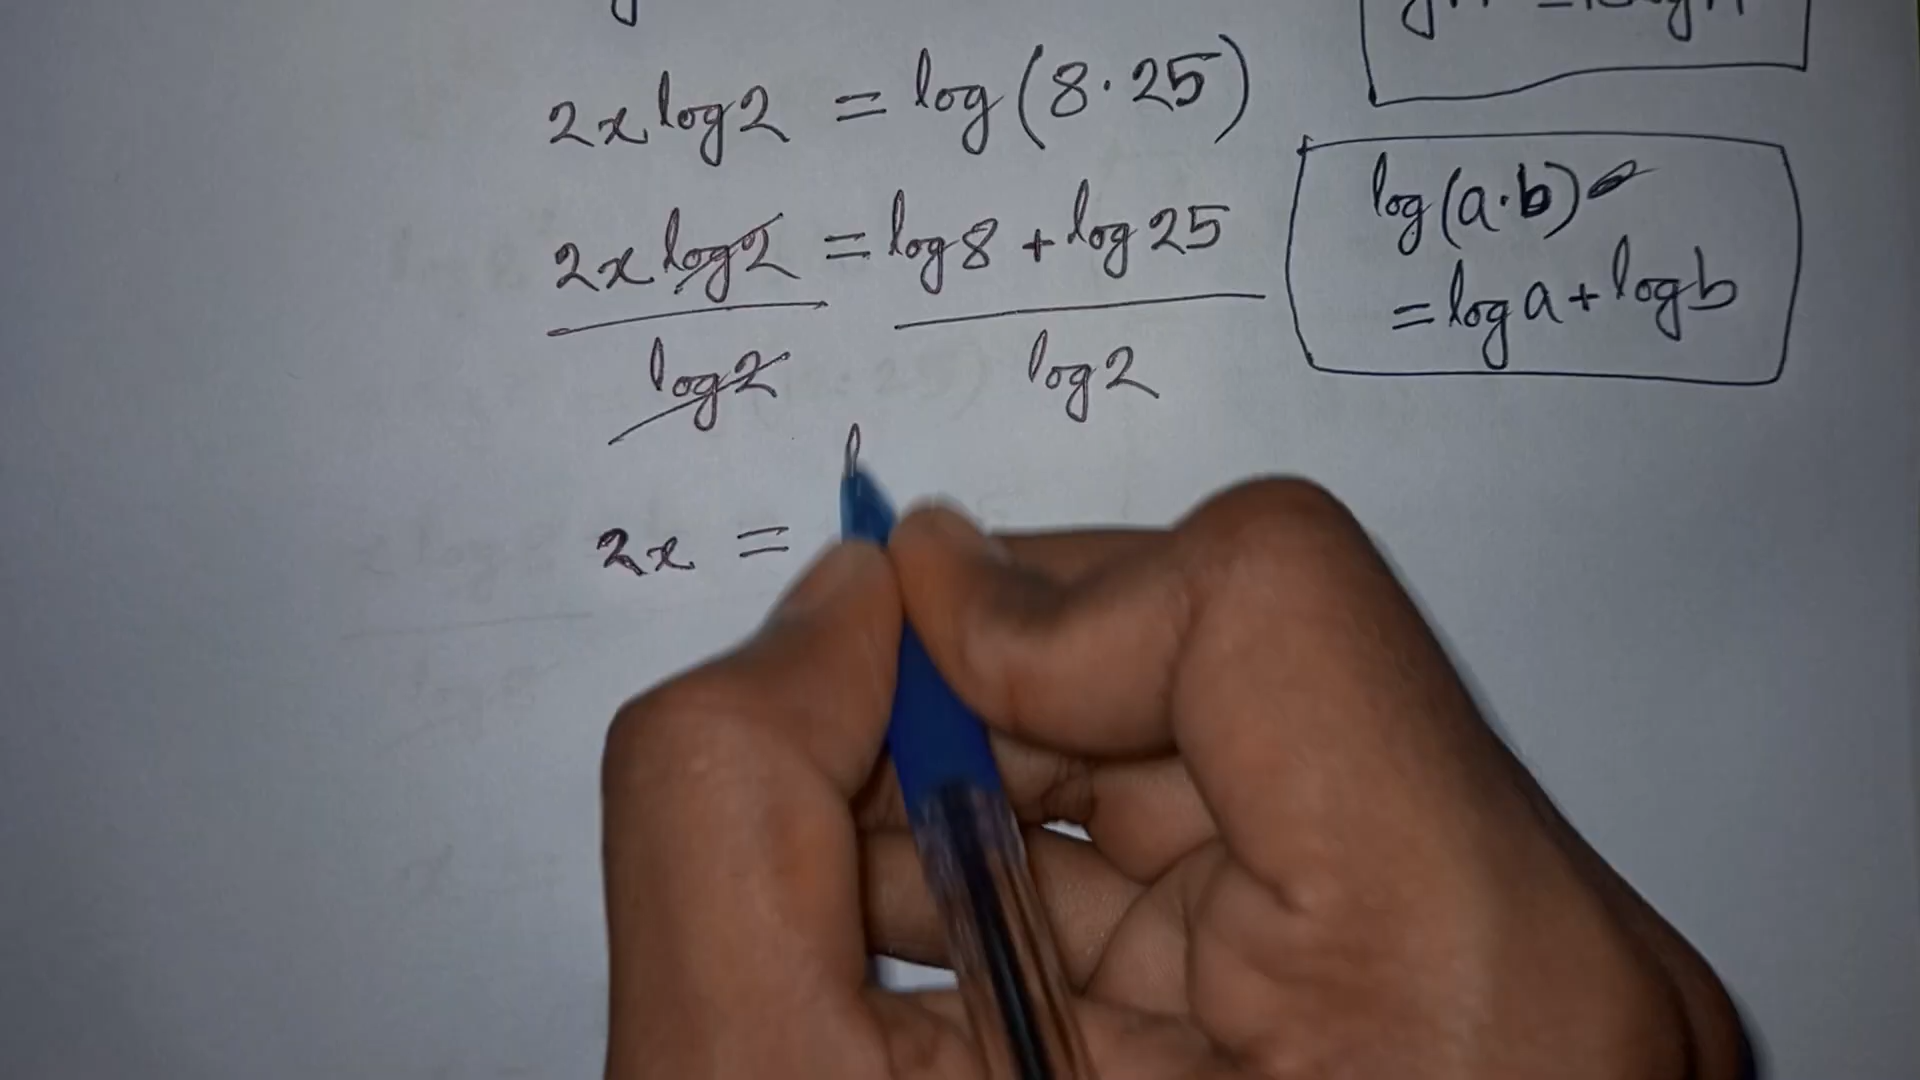 2x log2 = log(8·25)
2x log2 = log8 + log25
log2 log2
2x =
log(a·b)
= log a + log b